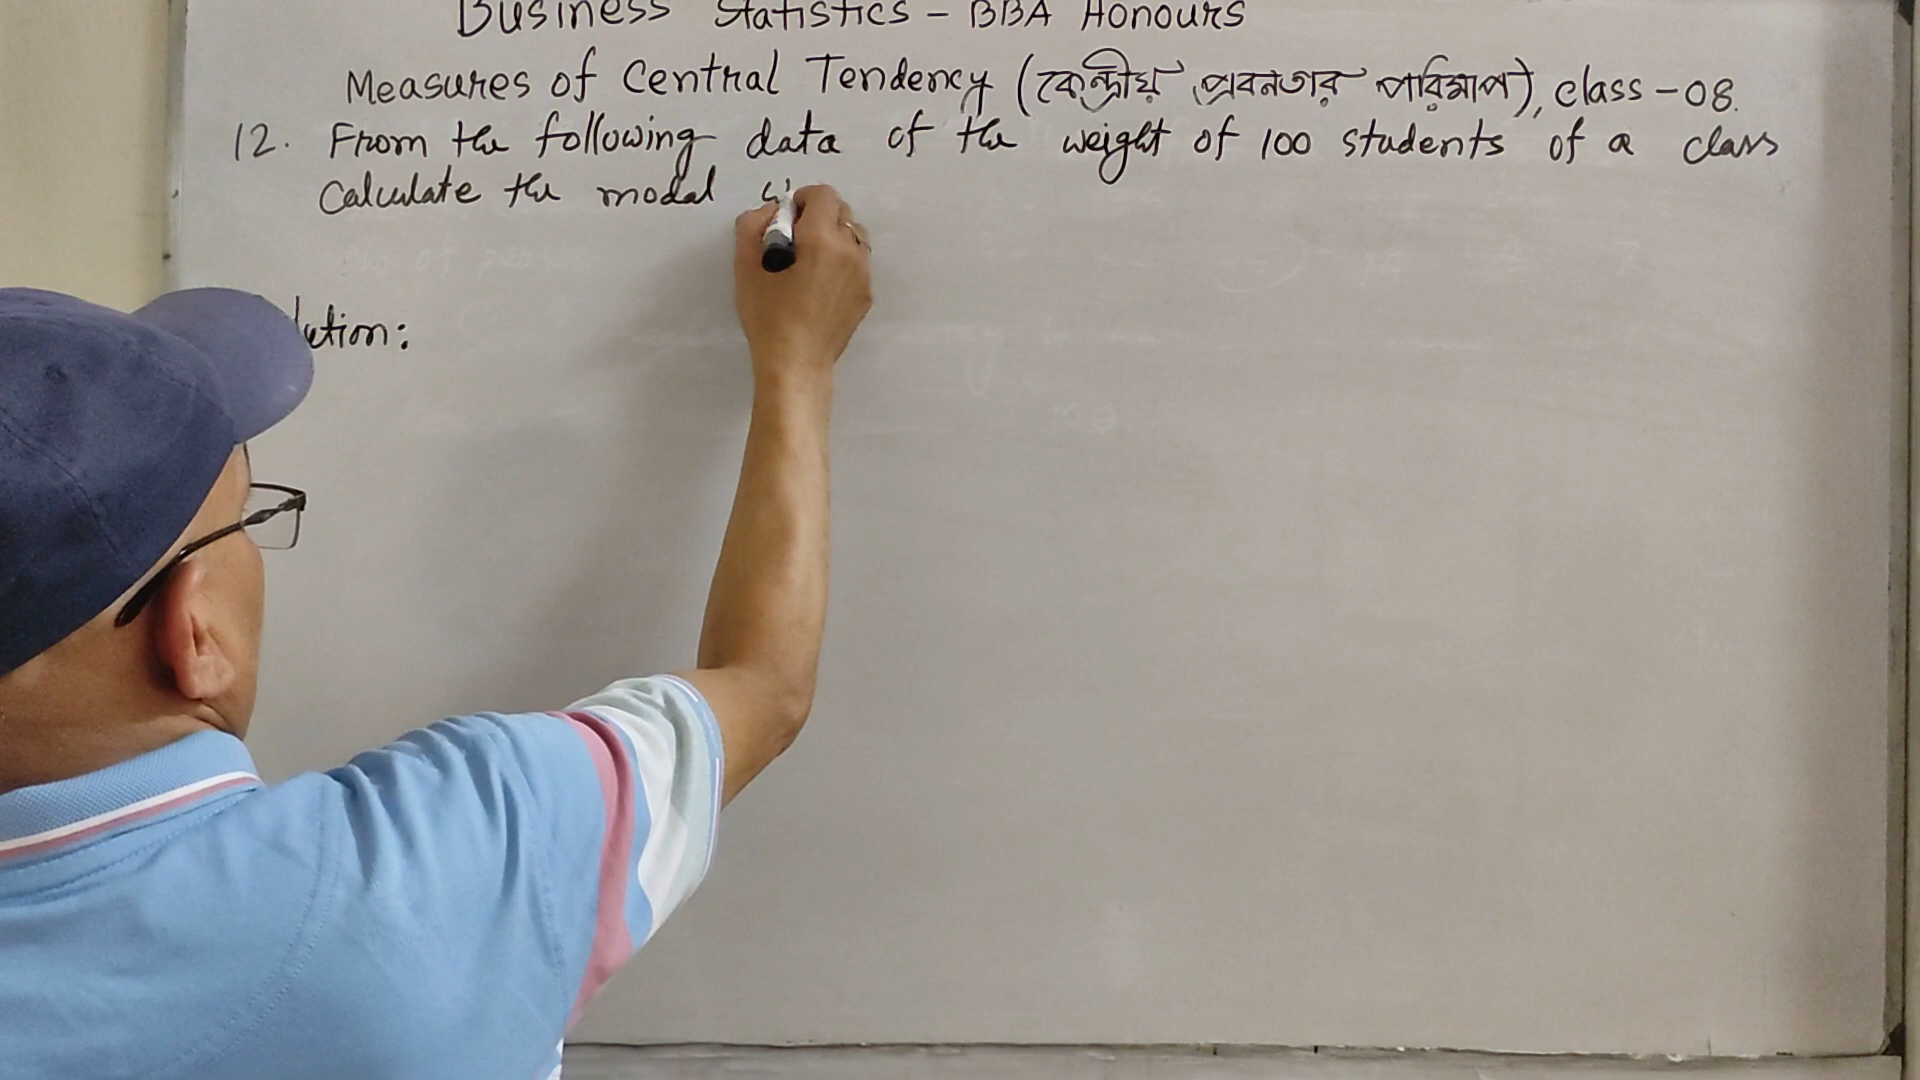 Business Statistics - BBA Honours
Measures of Central Tendency (কেন্দ্রীয় প্রবনতার পরিমাপ), class-08.
12. From the following data of the weight of 100 students of a class
Calculate the modal
lution: